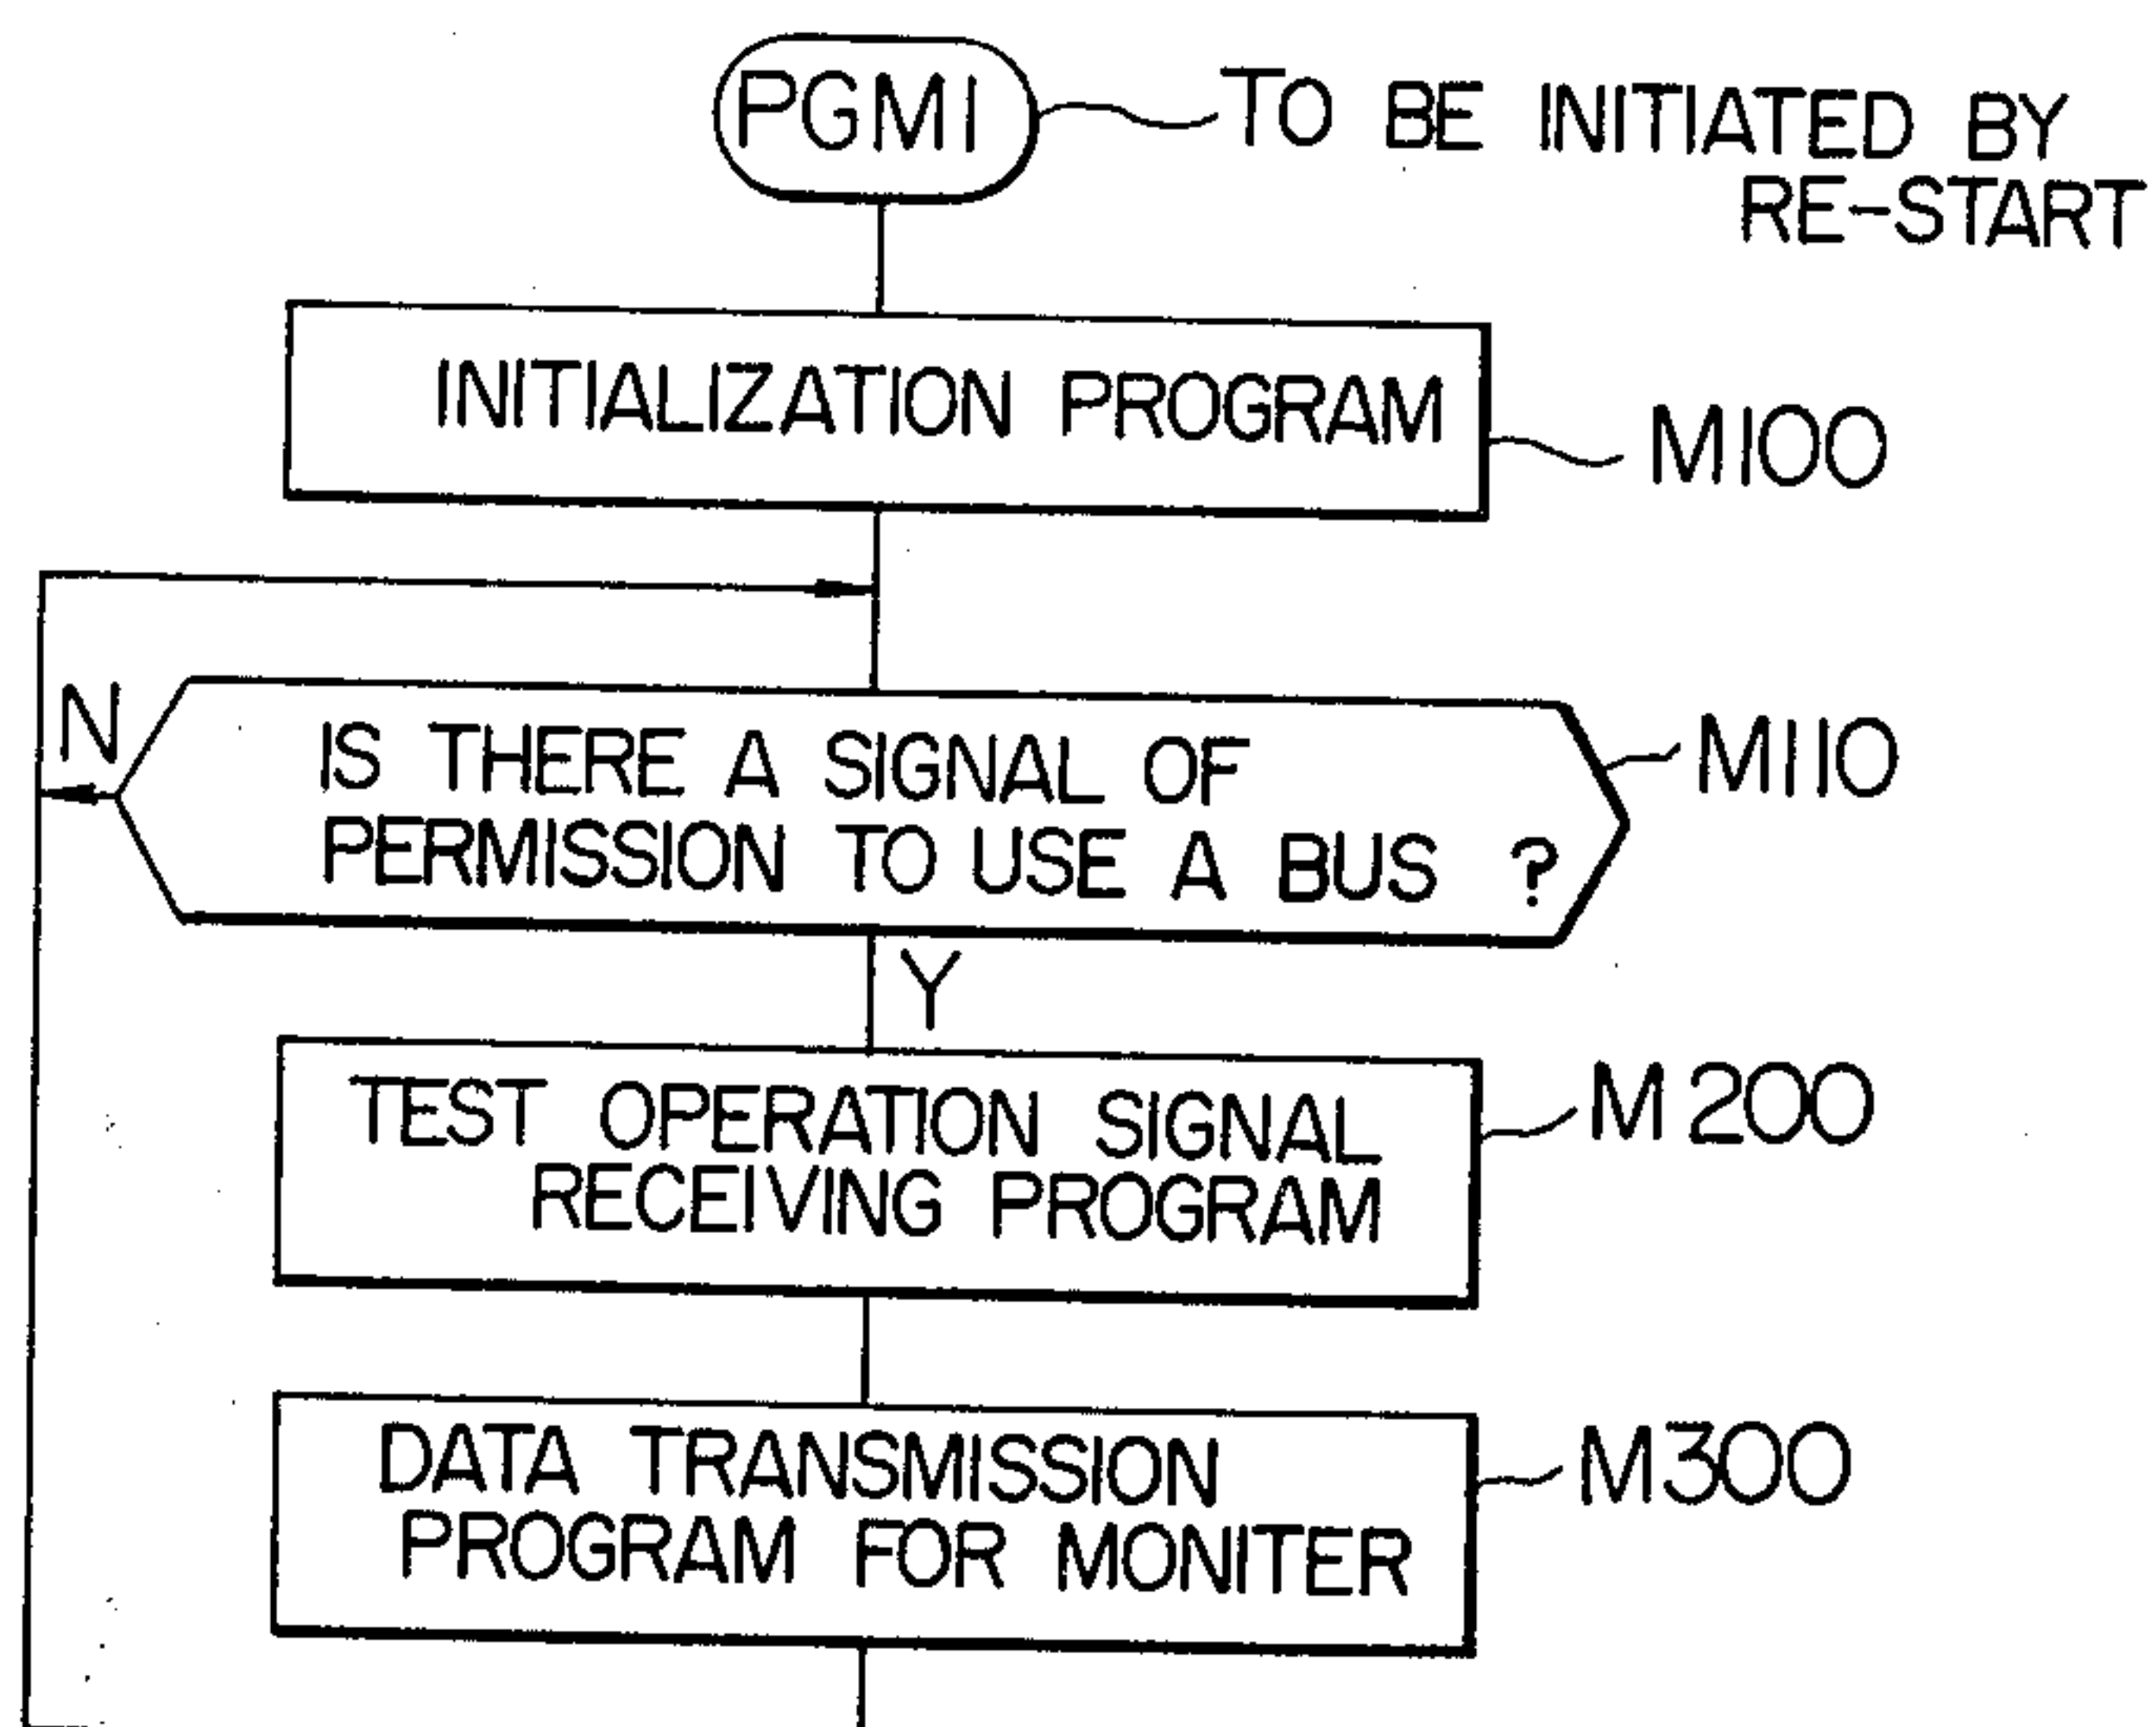 PGM1
TO BE INITIATED BY
RE-START
INITIALIZATION PROGRAM
M100
N
IS THERE A SIGNAL OF
PERMISSION TO USE A BUS ?
M110
Y
TEST OPERATION SIGNAL
RECEIVING PROGRAM
M200
DATA TRANSMISSION
PROGRAM FOR MONITER
M300